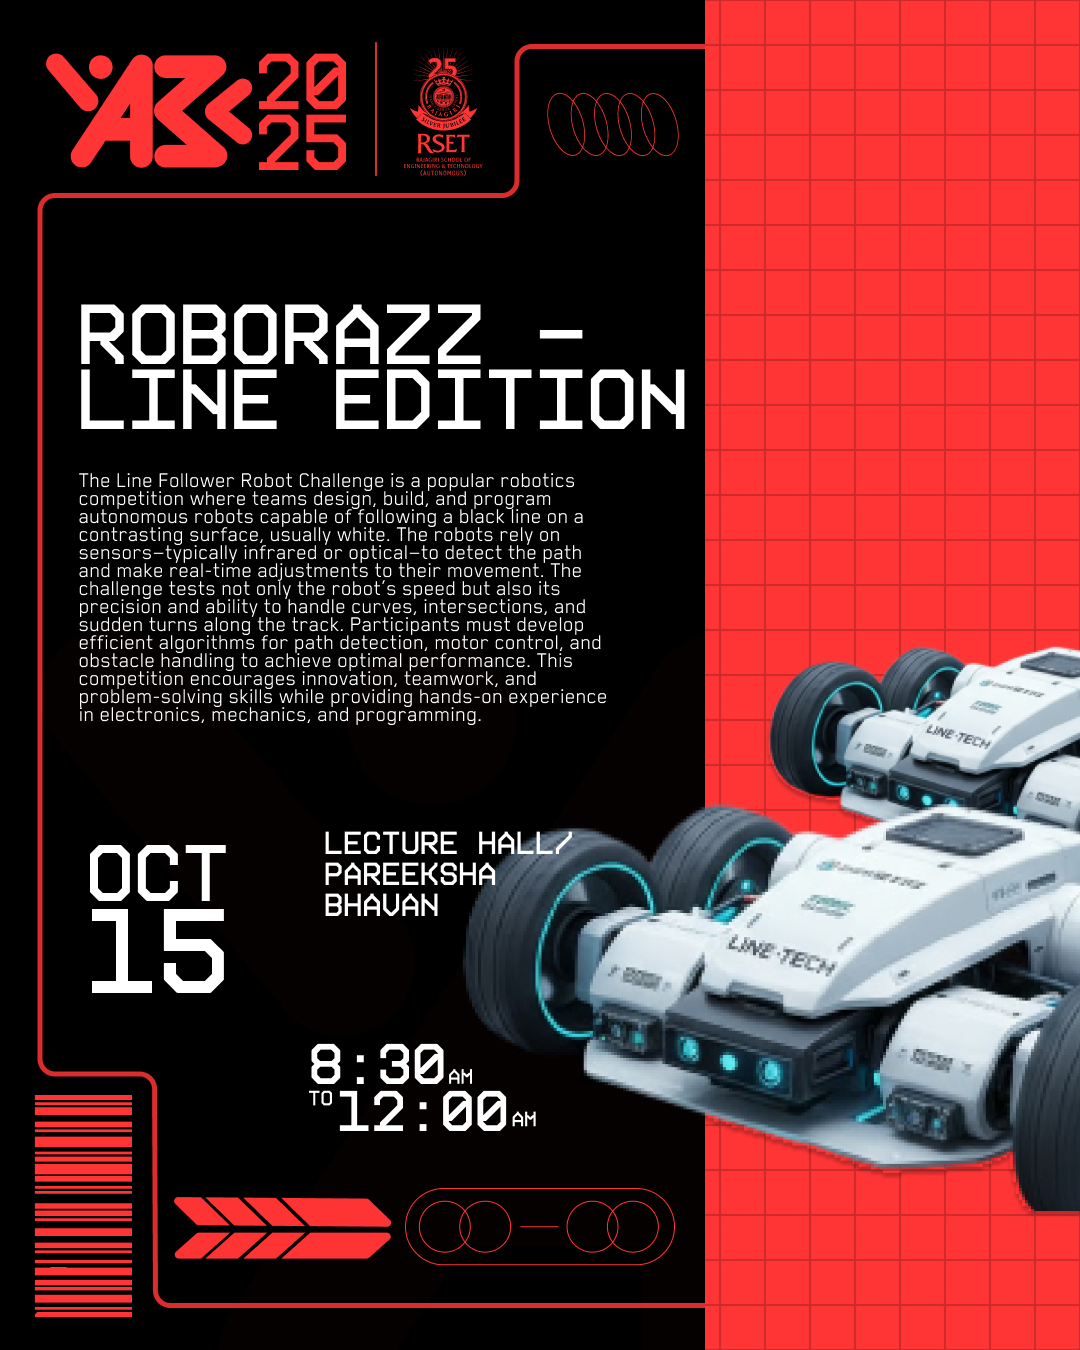 2025
25
RAJAGIRI
SILVER JUBILEE
RSET
RAJAGIRI SCHOOL OF
ENGINEERING & TECHNOLOGY
(AUTONOMOUS)
ROBORAZZ –
LINE EDITION
The Line Follower Robot Challenge is a popular robotics
competition where teams design, build, and program
autonomous robots capable of following a black line on a
contrasting surface, usually white. The robots rely on
sensors—typically infrared or optical—to detect the path
and make real-time adjustments to their movement. The
challenge tests not only the robot's speed but also its
precision and ability to handle curves, intersections, and
sudden turns along the track. Participants must develop
efficient algorithms for path detection, motor control, and
obstacle handling to achieve optimal performance. This
competition encourages innovation, teamwork, and
problem-solving skills while providing hands-on experience
in electronics, mechanics, and programming.
LINE·TECH
OCT
15
LECTURE HALL/
PAREEKSHA
BHAVAN
LINE·TECH
8:30 AM
TO 12:00 AM